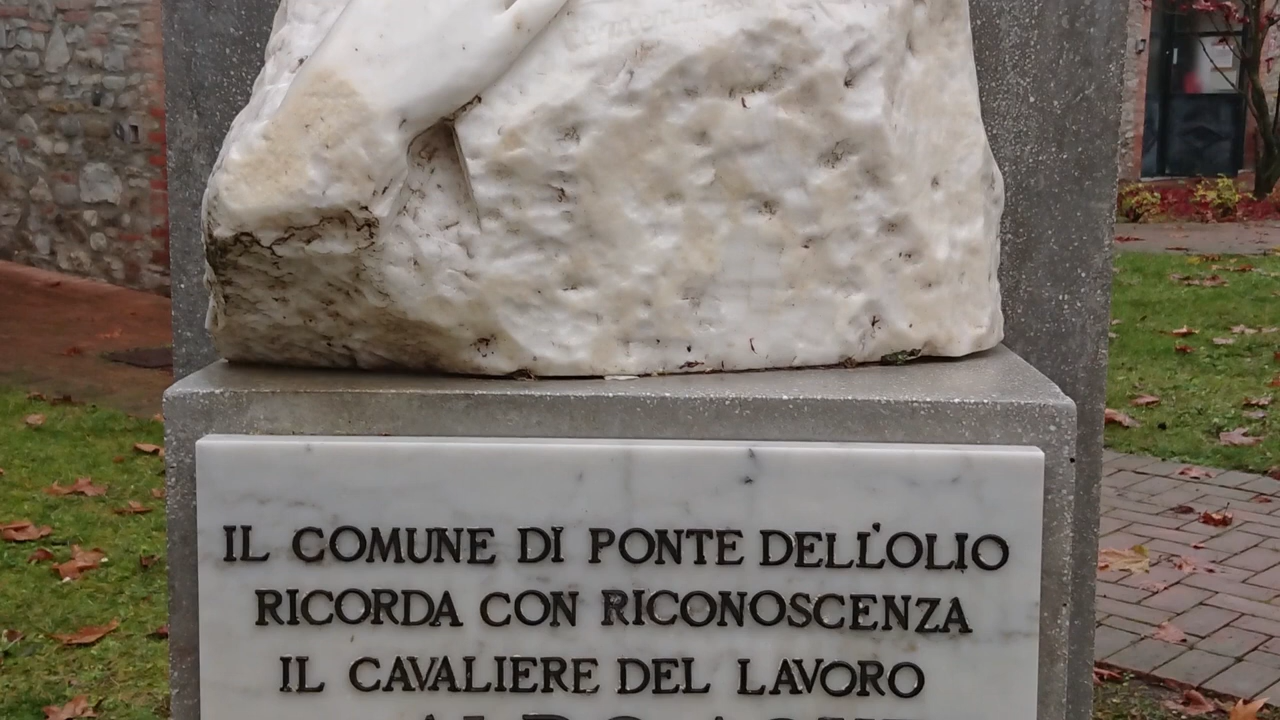 IL COMUNE DI PONTE DELL'OLIO
RICORDA CON RICONOSCENZA
IL CAVALIERE DEL LAVORO